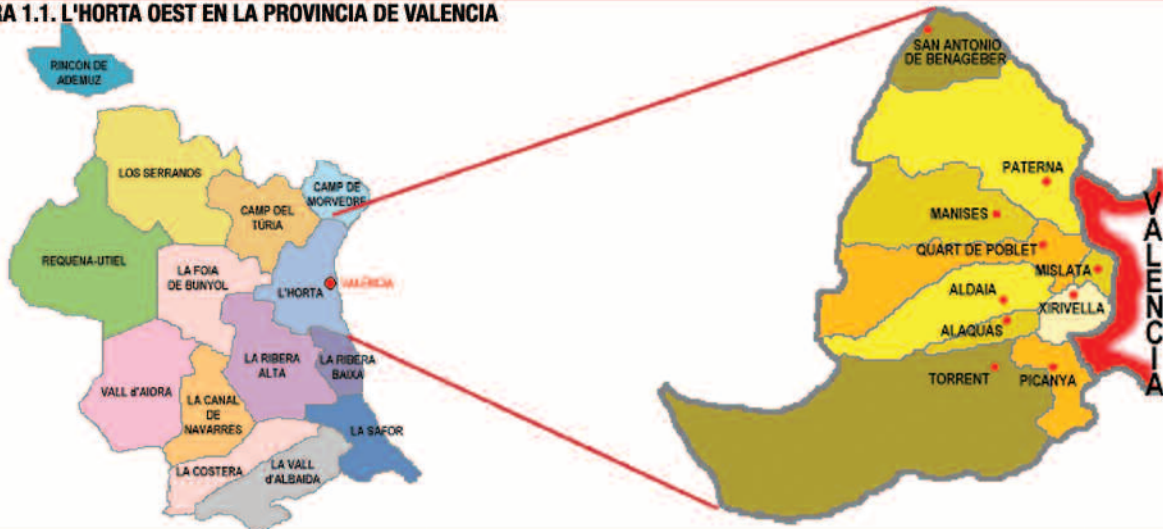 RA 1.1. L'HORTA OEST EN LA PROVINCIA DE VALENCIA
RINCÓN DE
ADEMUZ
LOS SERRANOS
CAMP DEL
TÚRIA
CAMP DE
MORVEDRE
REQUENA-UTIEL
LA FOIA
DE BUNYOL
L'HORTA
VALENCIA
VALL d'AIORA
LA RIBERA
ALTA
LA RIBERA
BAIXA
LA CANAL
DE
NAVARRES
LA SAFOR
LA COSTERA
LA VALL
d'ALBAIDA
SAN ANTONIO
DE BENAGÉBER
PATERNA
MANISES
QUART DE POBLET
MISLATA
ALDAIA
XIRIVELLA
ALAQUAS
TORRENT
PICANYA
VALENCIA